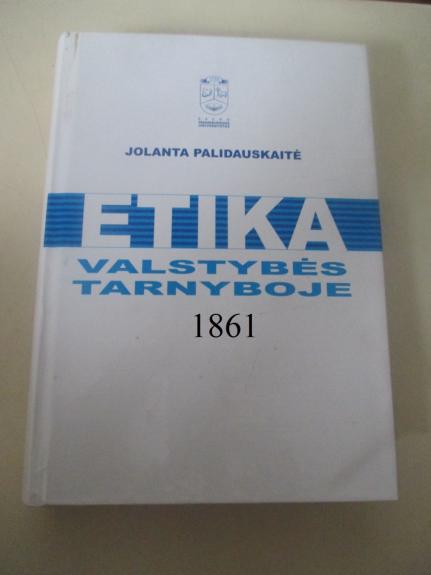 JOLANTA PALIDAUSKAITĖ
ETIKA
VALSTYBĖS
TARNYBOJE
1861